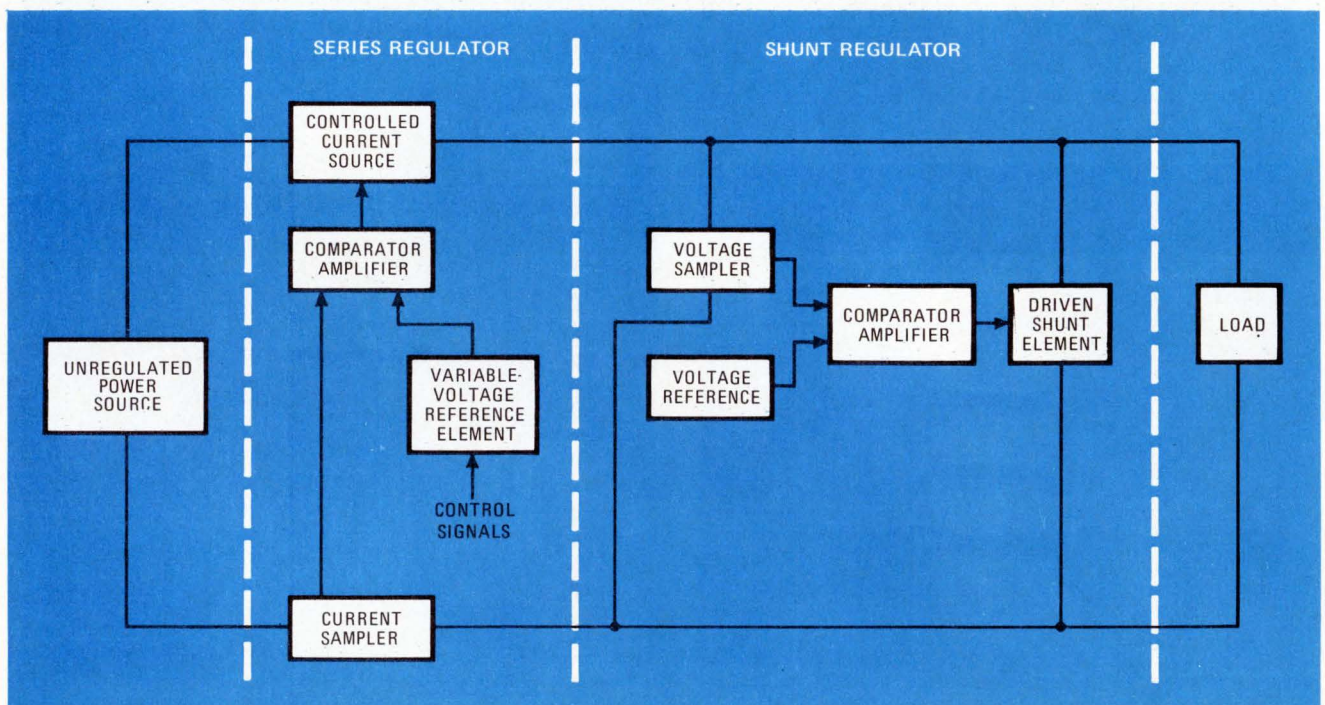 SERIES REGULATOR
SHUNT REGULATOR
CONTROLLED
CURRENT
SOURCE
COMPARATOR
AMPLIFIER
VOLTAGE
SAMPLER
COMPARATOR
AMPLIFIER
DRIVEN
SHUNT
ELEMENT
LOAD
UNREGULATED
POWER
SOURCE
VARIABLE-
VOLTAGE
REFERENCE
ELEMENT
VOLTAGE
REFERENCE
CONTROL
SIGNALS
CURRENT
SAMPLER